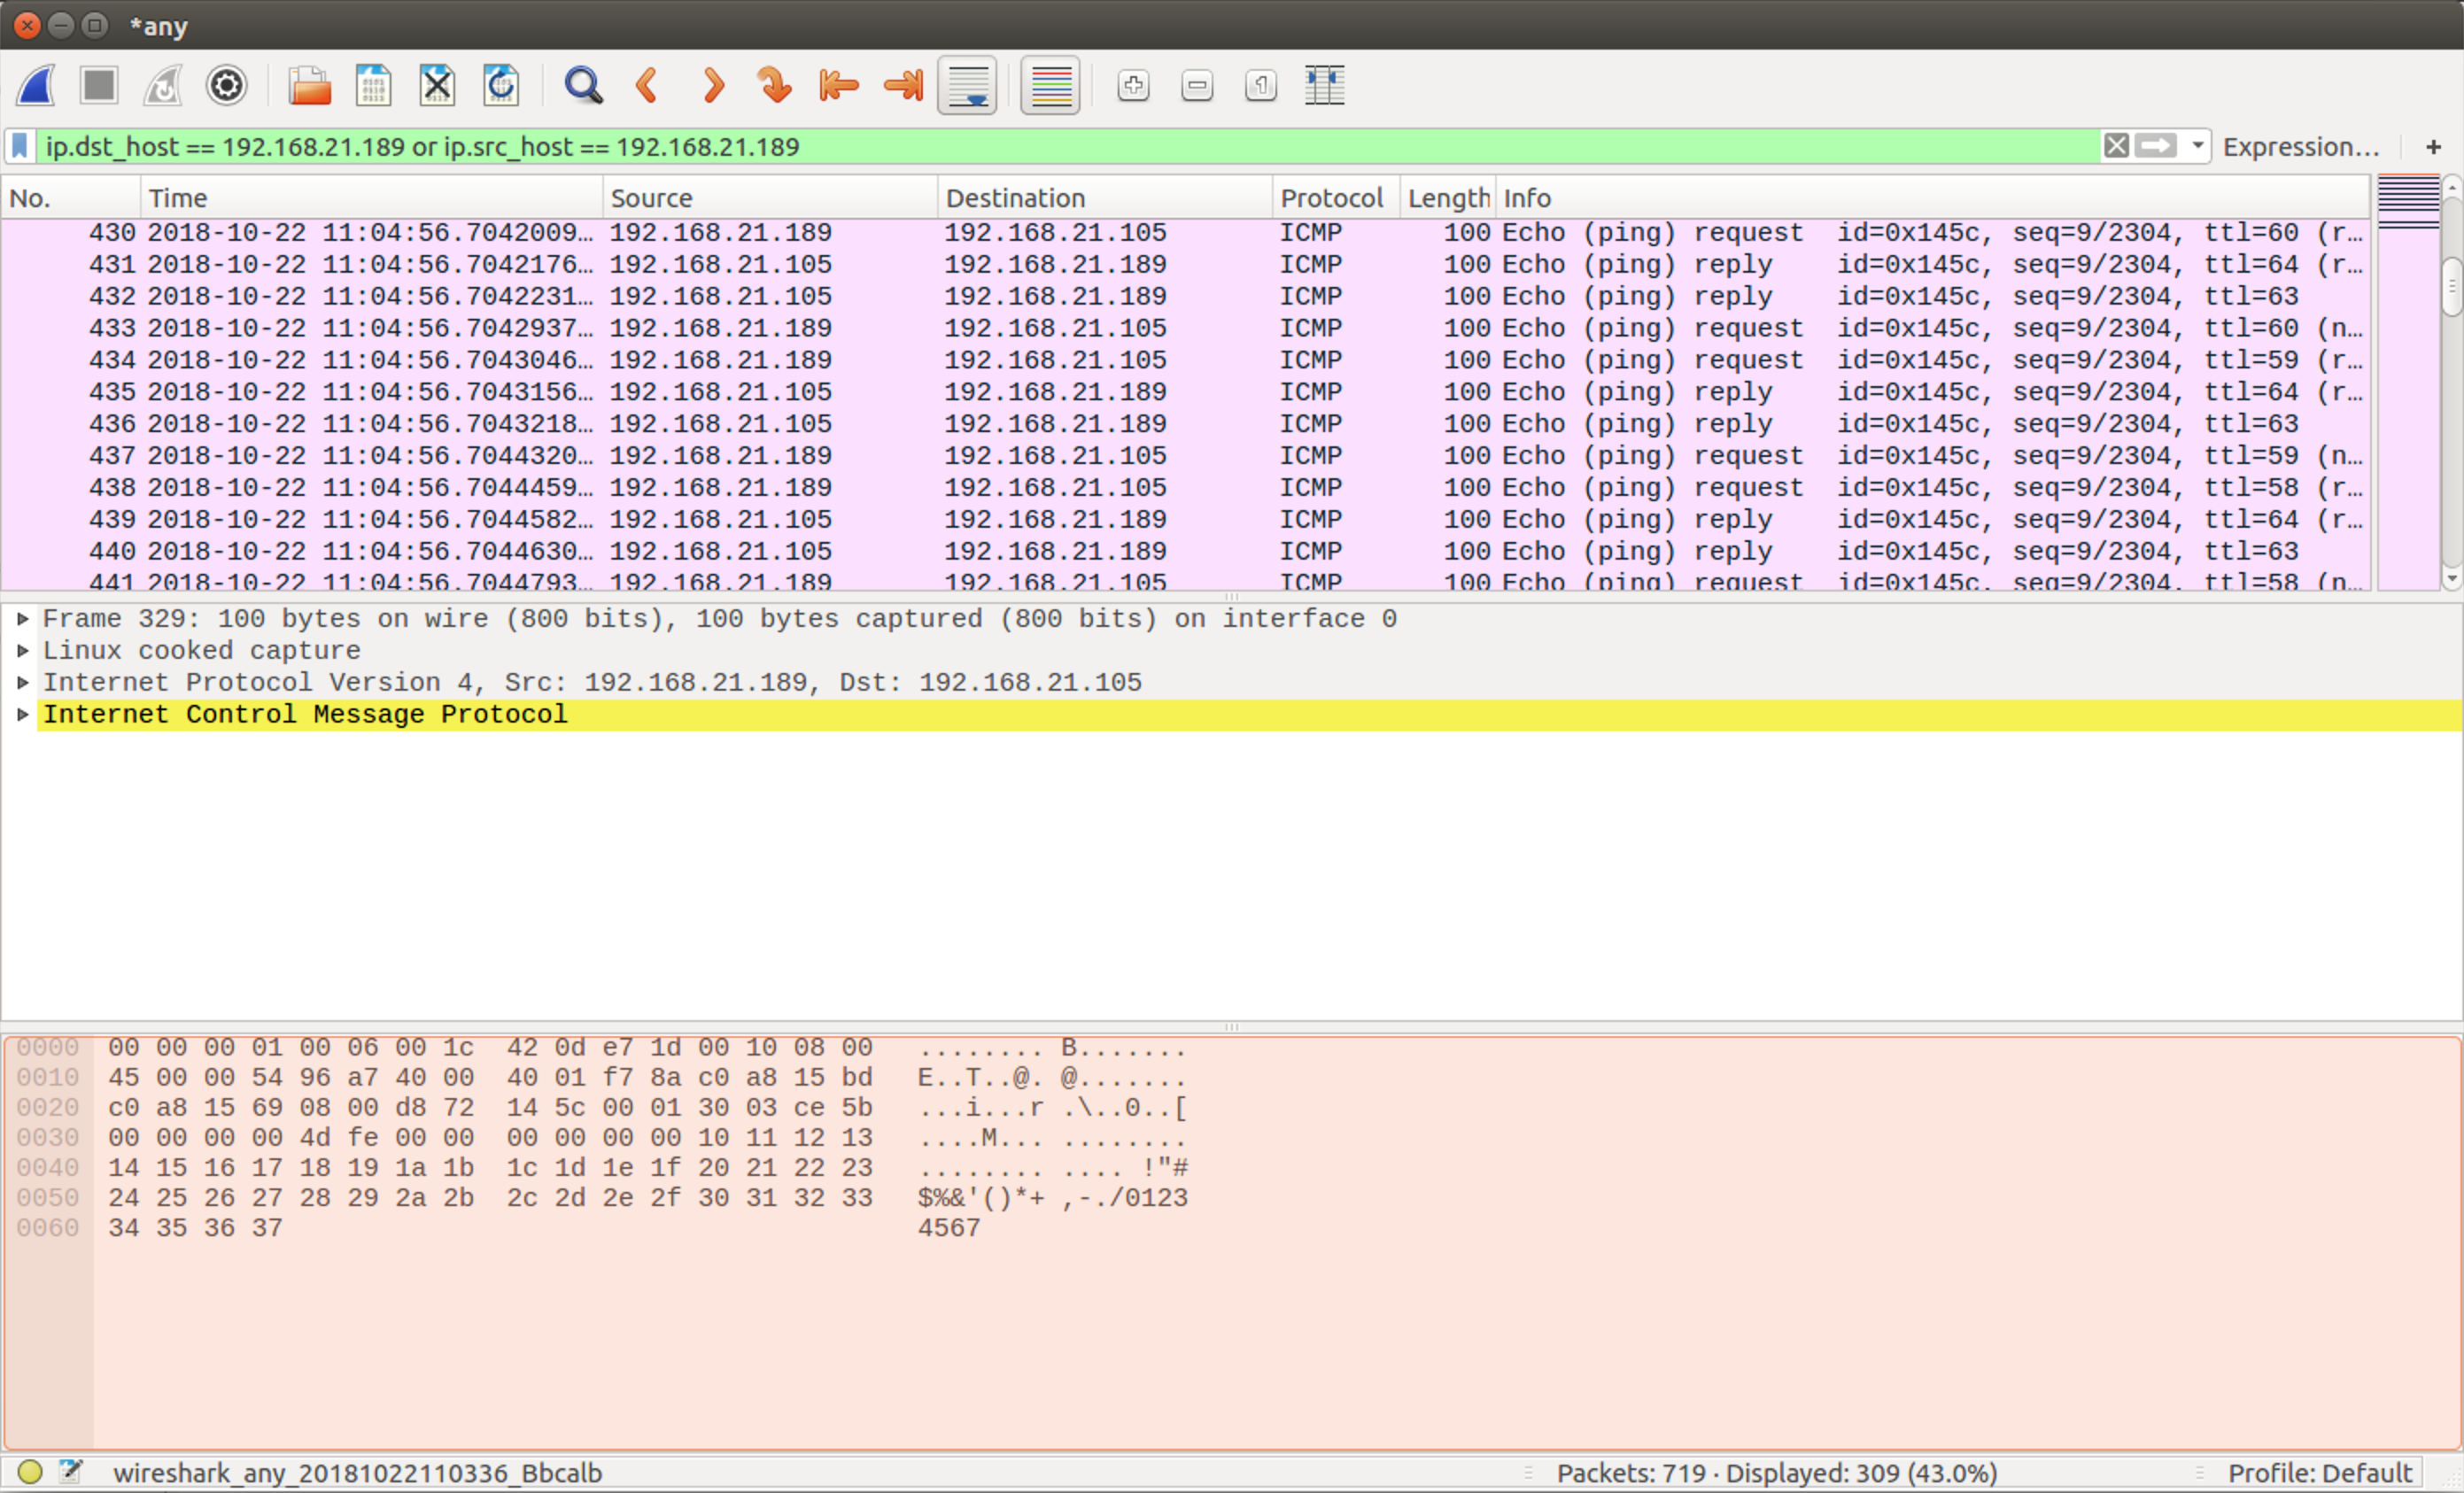 *any
ip.dst_host == 192.168.21.189 or ip.src_host == 192.168.21.189 Expression… +
No. Time Source Destination Protocol Length Info
430 2018-10-22 11:04:56.7042009… 192.168.21.189 192.168.21.105 ICMP 100 Echo (ping) request id=0x145c, seq=9/2304, ttl=60 (r…
431 2018-10-22 11:04:56.7042176… 192.168.21.105 192.168.21.189 ICMP 100 Echo (ping) reply id=0x145c, seq=9/2304, ttl=64 (r…
432 2018-10-22 11:04:56.7042231… 192.168.21.105 192.168.21.189 ICMP 100 Echo (ping) reply id=0x145c, seq=9/2304, ttl=63
433 2018-10-22 11:04:56.7042937… 192.168.21.189 192.168.21.105 ICMP 100 Echo (ping) request id=0x145c, seq=9/2304, ttl=60 (n…
434 2018-10-22 11:04:56.7043046… 192.168.21.189 192.168.21.105 ICMP 100 Echo (ping) request id=0x145c, seq=9/2304, ttl=59 (r…
435 2018-10-22 11:04:56.7043156… 192.168.21.105 192.168.21.189 ICMP 100 Echo (ping) reply id=0x145c, seq=9/2304, ttl=64 (r…
436 2018-10-22 11:04:56.7043218… 192.168.21.105 192.168.21.189 ICMP 100 Echo (ping) reply id=0x145c, seq=9/2304, ttl=63
437 2018-10-22 11:04:56.7044320… 192.168.21.189 192.168.21.105 ICMP 100 Echo (ping) request id=0x145c, seq=9/2304, ttl=59 (n…
438 2018-10-22 11:04:56.7044459… 192.168.21.189 192.168.21.105 ICMP 100 Echo (ping) request id=0x145c, seq=9/2304, ttl=58 (r…
439 2018-10-22 11:04:56.7044582… 192.168.21.105 192.168.21.189 ICMP 100 Echo (ping) reply id=0x145c, seq=9/2304, ttl=64 (r…
440 2018-10-22 11:04:56.7044630… 192.168.21.105 192.168.21.189 ICMP 100 Echo (ping) reply id=0x145c, seq=9/2304, ttl=63
441 2018-10-22 11:04:56.7044793… 192.168.21.189 192.168.21.105 ICMP 100 Echo (ping) request id=0x145c, seq=9/2304, ttl=58 (n…
Frame 329: 100 bytes on wire (800 bits), 100 bytes captured (800 bits) on interface 0
Linux cooked capture
Internet Protocol Version 4, Src: 192.168.21.189, Dst: 192.168.21.105
Internet Control Message Protocol
0000 00 00 00 01 00 06 00 1c 42 0d e7 1d 00 10 08 00 ........ B.......
0010 45 00 00 54 96 a7 40 00 40 01 f7 8a c0 a8 15 bd E..T..@. @.......
0020 c0 a8 15 69 08 00 d8 72 14 5c 00 01 30 03 ce 5b ...i...r .\..0..[
0030 00 00 00 00 4d fe 00 00 00 00 00 00 10 11 12 13 ....M... ........
0040 14 15 16 17 18 19 1a 1b 1c 1d 1e 1f 20 21 22 23 ........ .... !"#
0050 24 25 26 27 28 29 2a 2b 2c 2d 2e 2f 30 31 32 33 $%&'()*+ ,-./0123
0060 34 35 36 37 4567
wireshark_any_20181022110336_Bbcalb Packets: 719 · Displayed: 309 (43.0%) Profile: Default